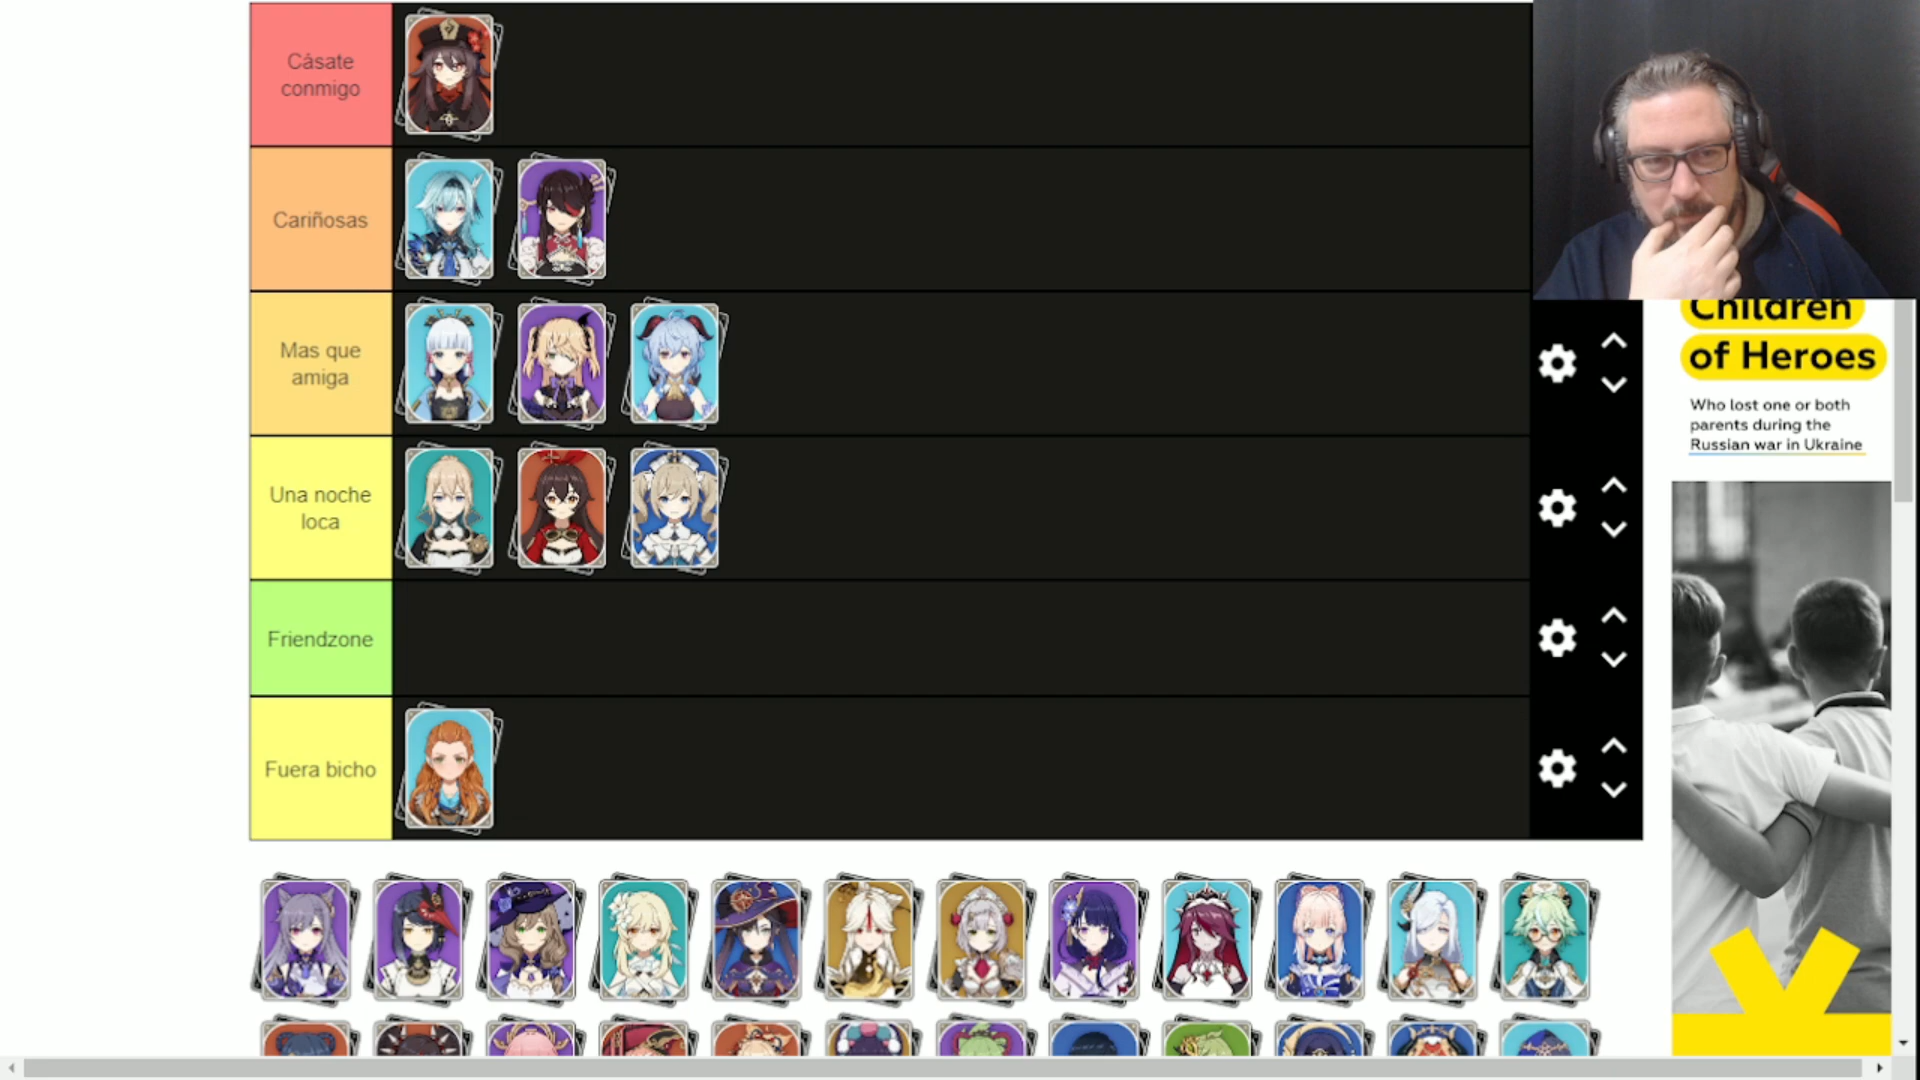 Cásate
conmigo
Cariñosas
Mas que
amiga
Una noche
loca
Friendzone
Fuera bicho
Children
of Heroes
Who lost one or both
parents during the
Russian war in Ukraine